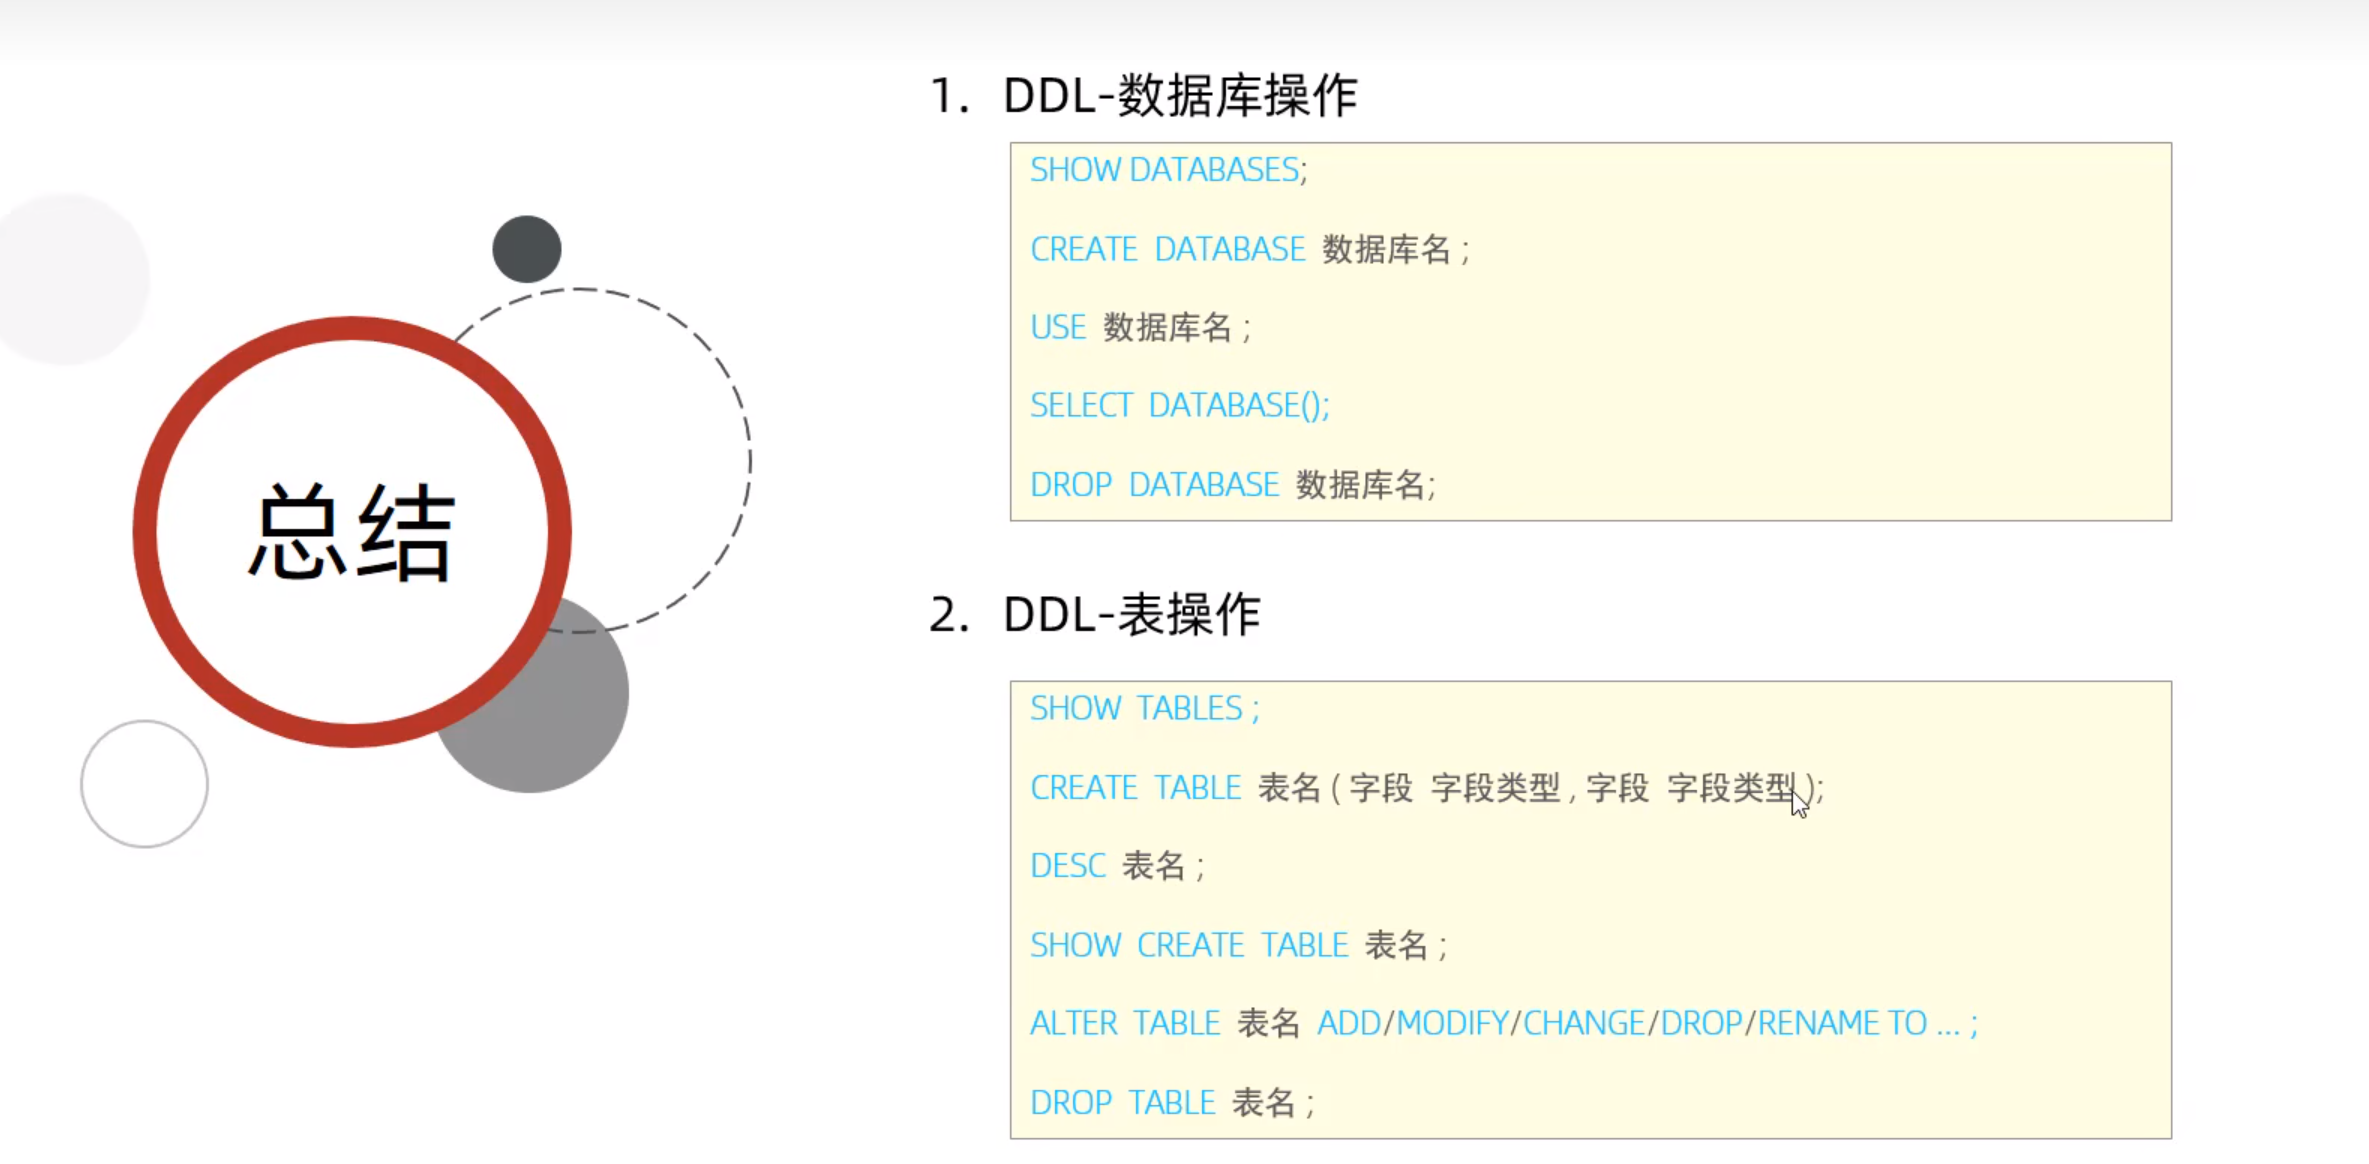 总结
1. DDL-数据库操作
SHOW DATABASES;
CREATE DATABASE 数据库名 ;
USE 数据库名 ;
SELECT DATABASE();
DROP DATABASE 数据库名;
2. DDL-表操作
SHOW TABLES ;
CREATE TABLE 表名 ( 字段 字段类型 , 字段 字段类型 );
DESC 表名 ;
SHOW CREATE TABLE 表名 ;
ALTER TABLE 表名 ADD/MODIFY/CHANGE/DROP/RENAME TO ... ;
DROP TABLE 表名 ;